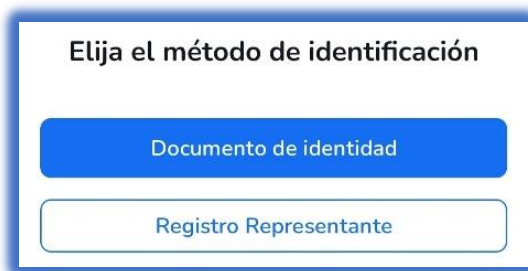 Elija el método de identificación
Documento de identidad
Registro Representante